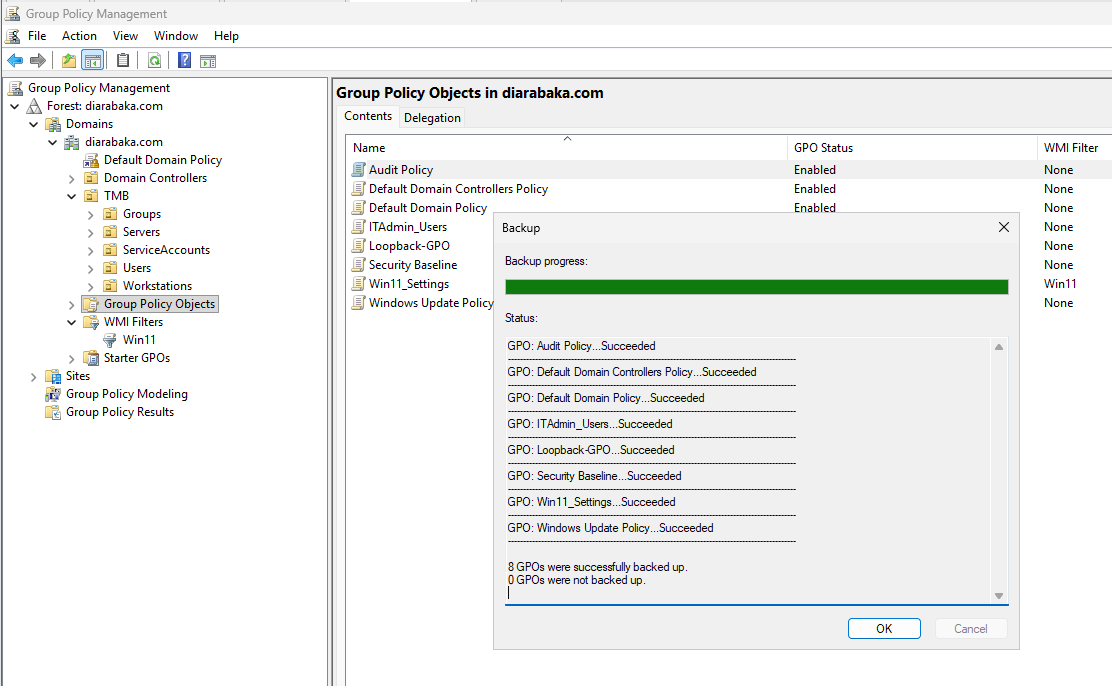 Group Policy Management
File Action View Window Help
Group Policy Management
Forest: diarabaka.com
Domains
diarabaka.com
Default Domain Policy
Domain Controllers
TMB
Groups
Servers
ServiceAccounts
Users
Workstations
Group Policy Objects
WMI Filters
Win11
Starter GPOs
Sites
Group Policy Modeling
Group Policy Results
Group Policy Objects in diarabaka.com
Contents Delegation
Name GPO Status WMI Filter
Audit Policy Enabled None
Default Domain Controllers Policy Enabled None
Default Domain Policy Enabled None
ITAdmin_Users None
Loopback-GPO None
Security Baseline None
Win11_Settings Win11
Windows Update Policy None
Backup
Backup progress:
Status:
GPO: Audit Policy...Succeeded
GPO: Default Domain Controllers Policy...Succeeded
GPO: Default Domain Policy...Succeeded
GPO: ITAdmin_Users...Succeeded
GPO: Loopback-GPO...Succeeded
GPO: Security Baseline...Succeeded
GPO: Win11_Settings...Succeeded
GPO: Windows Update Policy...Succeeded
8 GPOs were successfully backed up.
0 GPOs were not backed up.
OK Cancel